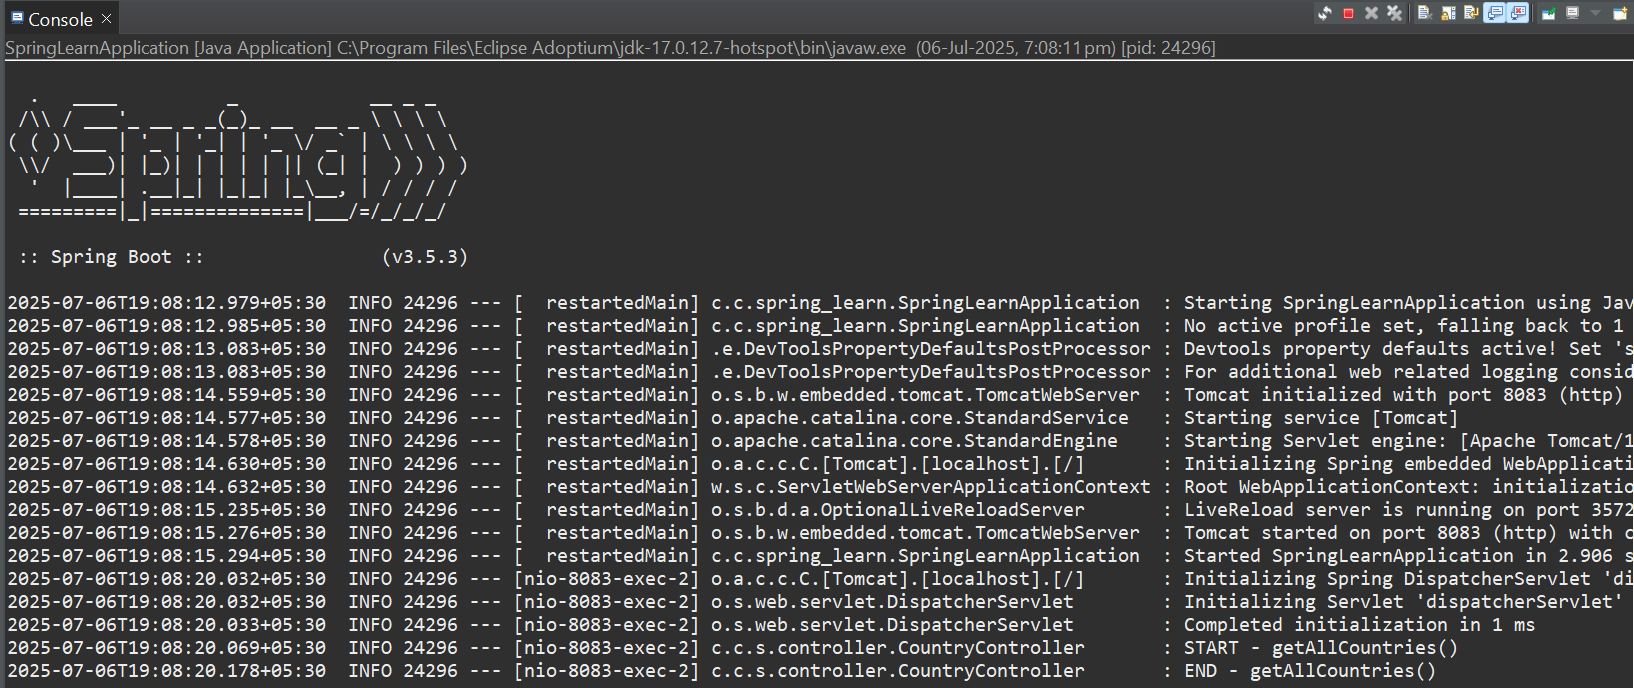 Console
SpringLearnApplication [Java Application] C:\Program Files\Eclipse Adoptium\jdk-17.0.12.7-hotspot\bin\javaw.exe (06-Jul-2025, 7:08:11 pm) [pid: 24296]
  .   ____          _            __ _ _
 /\\ / ___'_ __ _ _(_)_ __  __ _ \ \ \ \
( ( )\___ | '_ | '_| | '_ \/ _` | \ \ \ \
 \\/  ___)| |_)| | | | | || (_| |  ) ) ) )
  '  |____| .__|_| |_|_| |_\__, | / / / /
 =========|_|==============|___/=/_/_/_/
 :: Spring Boot ::                (v3.5.3)
2025-07-06T19:08:12.979+05:30  INFO 24296 --- [  restartedMain] c.c.spring_learn.SpringLearnApplication  : Starting SpringLearnApplication using Jav
2025-07-06T19:08:12.985+05:30  INFO 24296 --- [  restartedMain] c.c.spring_learn.SpringLearnApplication  : No active profile set, falling back to 1
2025-07-06T19:08:13.083+05:30  INFO 24296 --- [  restartedMain] .e.DevToolsPropertyDefaultsPostProcessor : Devtools property defaults active! Set 's
2025-07-06T19:08:13.083+05:30  INFO 24296 --- [  restartedMain] .e.DevToolsPropertyDefaultsPostProcessor : For additional web related logging consid
2025-07-06T19:08:14.559+05:30  INFO 24296 --- [  restartedMain] o.s.b.w.embedded.tomcat.TomcatWebServer  : Tomcat initialized with port 8083 (http)
2025-07-06T19:08:14.577+05:30  INFO 24296 --- [  restartedMain] o.apache.catalina.core.StandardService   : Starting service [Tomcat]
2025-07-06T19:08:14.578+05:30  INFO 24296 --- [  restartedMain] o.apache.catalina.core.StandardEngine    : Starting Servlet engine: [Apache Tomcat/1
2025-07-06T19:08:14.630+05:30  INFO 24296 --- [  restartedMain] o.a.c.c.C.[Tomcat].[localhost].[/]       : Initializing Spring embedded WebApplicati
2025-07-06T19:08:14.632+05:30  INFO 24296 --- [  restartedMain] w.s.c.ServletWebServerApplicationContext : Root WebApplicationContext: initializatio
2025-07-06T19:08:15.235+05:30  INFO 24296 --- [  restartedMain] o.s.b.d.a.OptionalLiveReloadServer       : LiveReload server is running on port 3572
2025-07-06T19:08:15.276+05:30  INFO 24296 --- [  restartedMain] o.s.b.w.embedded.tomcat.TomcatWebServer  : Tomcat started on port 8083 (http) with c
2025-07-06T19:08:15.294+05:30  INFO 24296 --- [  restartedMain] c.c.spring_learn.SpringLearnApplication  : Started SpringLearnApplication in 2.906 s
2025-07-06T19:08:20.032+05:30  INFO 24296 --- [nio-8083-exec-2] o.a.c.c.C.[Tomcat].[localhost].[/]       : Initializing Spring DispatcherServlet 'di
2025-07-06T19:08:20.032+05:30  INFO 24296 --- [nio-8083-exec-2] o.s.web.servlet.DispatcherServlet        : Initializing Servlet 'dispatcherServlet'
2025-07-06T19:08:20.033+05:30  INFO 24296 --- [nio-8083-exec-2] o.s.web.servlet.DispatcherServlet        : Completed initialization in 1 ms
2025-07-06T19:08:20.069+05:30  INFO 24296 --- [nio-8083-exec-2] c.c.s.controller.CountryController       : START - getAllCountries()
2025-07-06T19:08:20.178+05:30  INFO 24296 --- [nio-8083-exec-2] c.c.s.controller.CountryController       : END - getAllCountries()